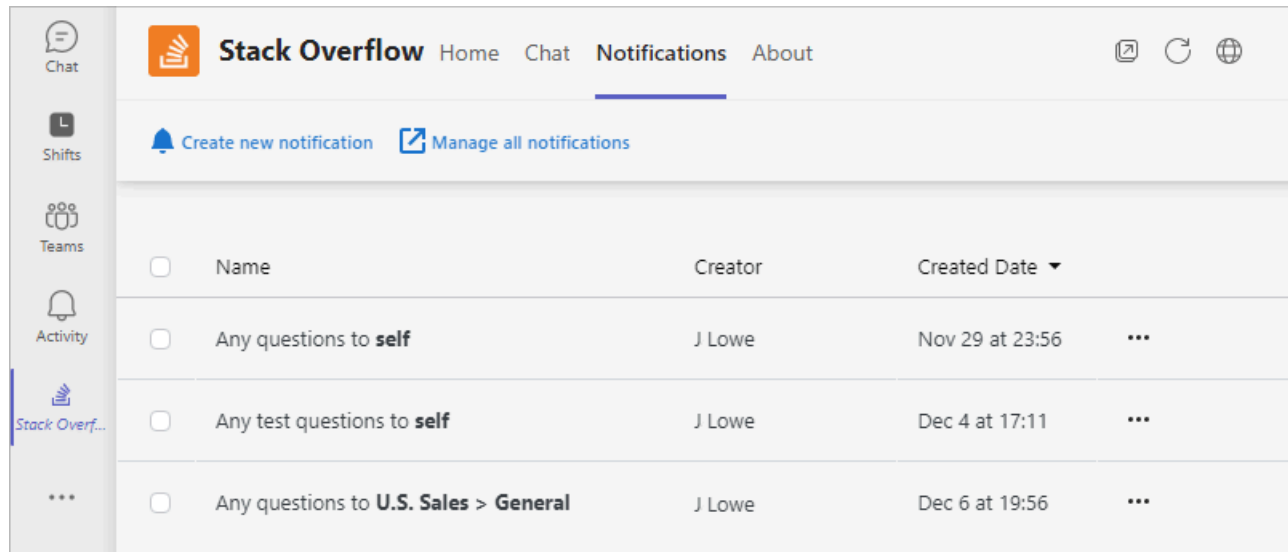 Chat
Shifts
Teams
Activity
Stack Overf...
Stack Overflow Home Chat Notifications About
Create new notification Manage all notifications
Name Creator Created Date
Any questions to self J Lowe Nov 29 at 23:56
Any test questions to self J Lowe Dec 4 at 17:11
Any questions to U.S. Sales > General J Lowe Dec 6 at 19:56